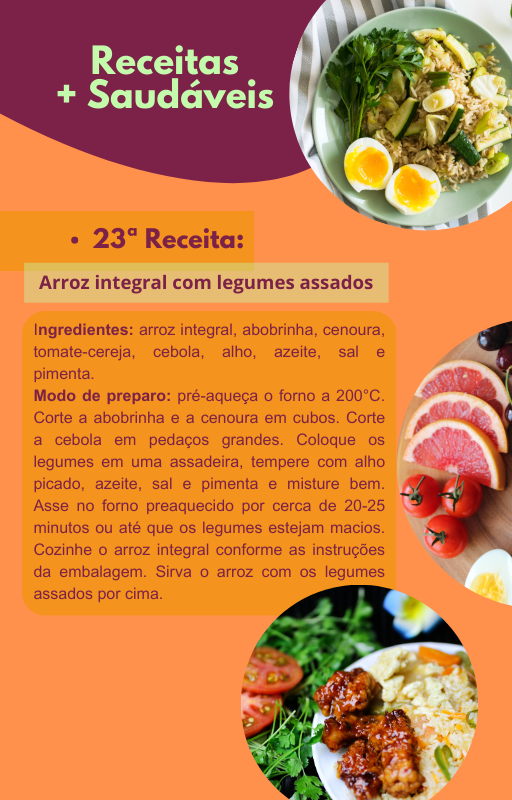 Receitas
+ Saudáveis
• 23ª Receita:
Arroz integral com legumes assados
Ingredientes: arroz integral, abobrinha, cenoura,
tomate-cereja, cebola, alho, azeite, sal e
pimenta.
Modo de preparo: pré-aqueça o forno a 200°C.
Corte a abobrinha e a cenoura em cubos. Corte
a cebola em pedaços grandes. Coloque os
legumes em uma assadeira, tempere com alho
picado, azeite, sal e pimenta e misture bem.
Asse no forno preaquecido por cerca de 20-25
minutos ou até que os legumes estejam macios.
Cozinhe o arroz integral conforme as instruções
da embalagem. Sirva o arroz com os legumes
assados por cima.